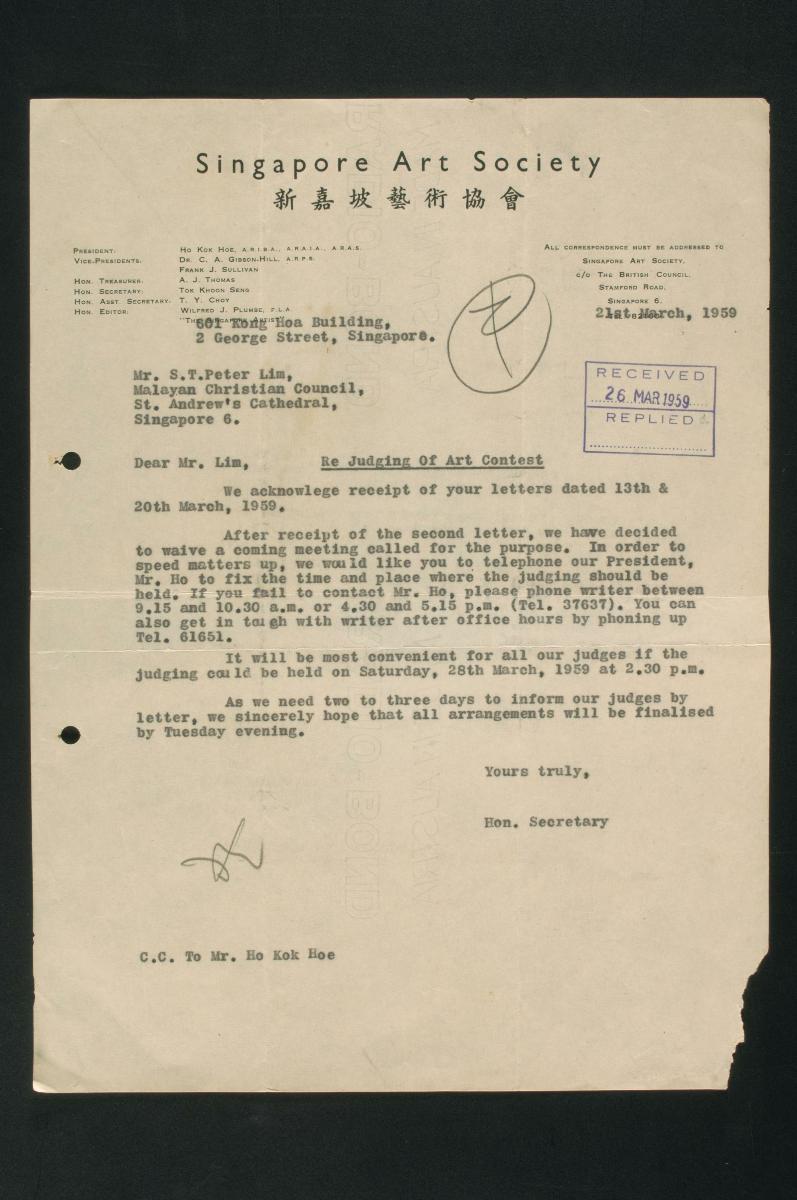 Singapore Art Society
新嘉坡藝術協會
PRESIDENT: HO KOK HOE, A.R.I.B.A., A.R.A.I.A., A.R.A.S.
VICE-PRESIDENTS: DR. C. A. GIBSON-HILL, A.R.P.S.
FRANK J. SULLIVAN
HON. TREASURER: A. J. THOMAS
HON. SECRETARY: TOK KHOON SENG
HON. ASST. SECRETARY: T. Y. CHOY
HON. EDITOR: WILFRED J. PLUMBE, F.L.A.
"THE SINGAPORE ARTIST"
ALL CORRESPONDENCE MUST BE ADDRESSED TO
SINGAPORE ART SOCIETY,
C/O THE BRITISH COUNCIL,
STAMFORD ROAD,
SINGAPORE 6.
21st March, 1959
601 Kong Hoa Building,
2 George Street, Singapore.
Mr. S.T.Peter Lim,
Malayan Christian Council,
St. Andrew's Cathedral,
Singapore 6.
RECEIVED
26 MAR 1959
REPLIED
Dear Mr. Lim,
Re Judging Of Art Contest
We acknowlege receipt of your letters dated 13th &
20th March, 1959.
After receipt of the second letter, we have decided
to waive a coming meeting called for the purpose. In order to
speed matters up, we would like you to telephone our President,
Mr. Ho to fix the time and place where the judging should be
held. If you fail to contact Mr. Ho, please phone writer between
9.15 and 10.30 a.m. or 4.30 and 5.15 p.m. (Tel. 37637). You can
also get in tough with writer after office hours by phoning up
Tel. 61651.
It will be most convenient for all our judges if the
judging could be held on Saturday, 28th March, 1959 at 2.30 p.m.
As we need two to three days to inform our judges by
letter, we sincerely hope that all arrangements will be finalised
by Tuesday evening.
Yours truly,
Hon. Secretary
C.C. To Mr. Ho Kok Hoe